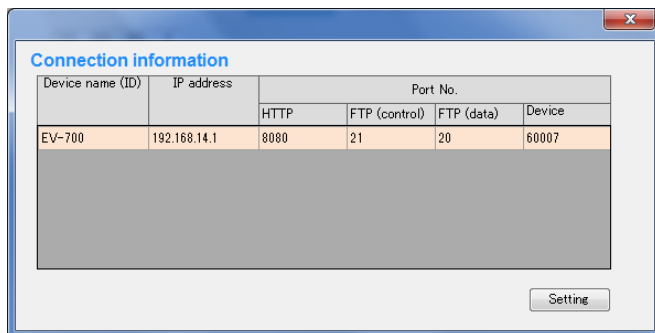 Connection information
Device name (ID) IP address Port No.
HTTP FTP (control) FTP (data) Device
EV-700 192.168.14.1 8080 21 20 60007
Setting